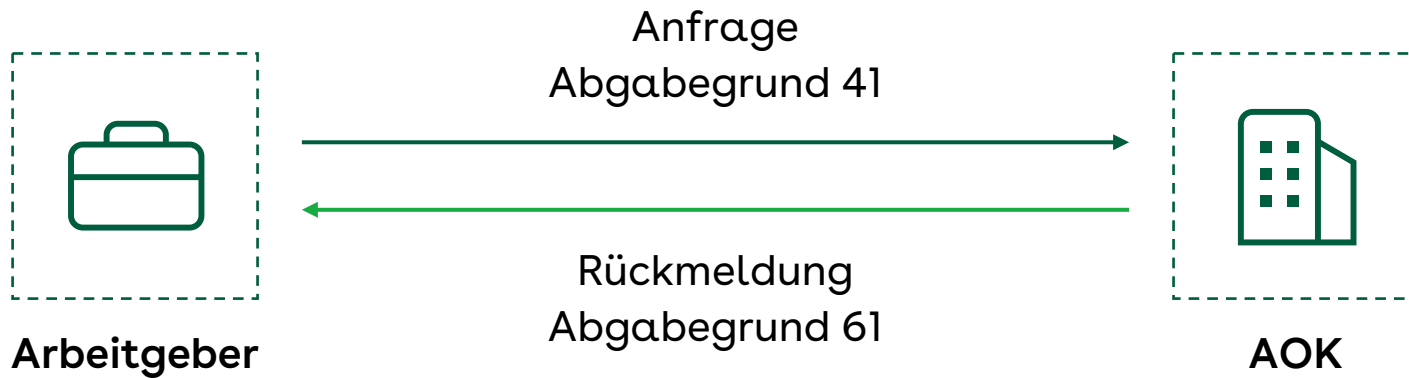 Anfrage
Abgabegrund 41
Rückmeldung
Abgabegrund 61
Arbeitgeber
AOK